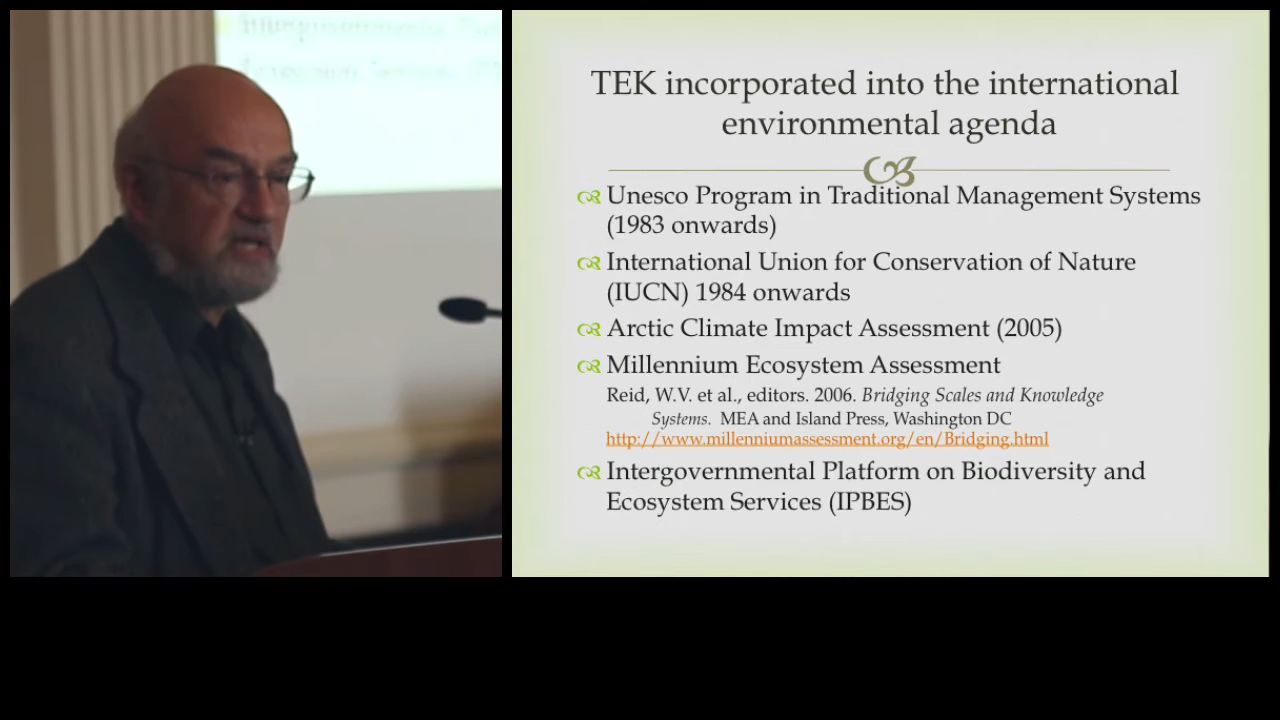 TEK incorporated into the international
environmental agenda
Unesco Program in Traditional Management Systems
(1983 onwards)
International Union for Conservation of Nature
(IUCN) 1984 onwards
Arctic Climate Impact Assessment (2005)
Millennium Ecosystem Assessment
Reid, W.V. et al., editors. 2006. Bridging Scales and Knowledge
Systems. MEA and Island Press, Washington DC
http://www.millenniumassessment.org/en/Bridging.html
Intergovernmental Platform on Biodiversity and
Ecosystem Services (IPBES)